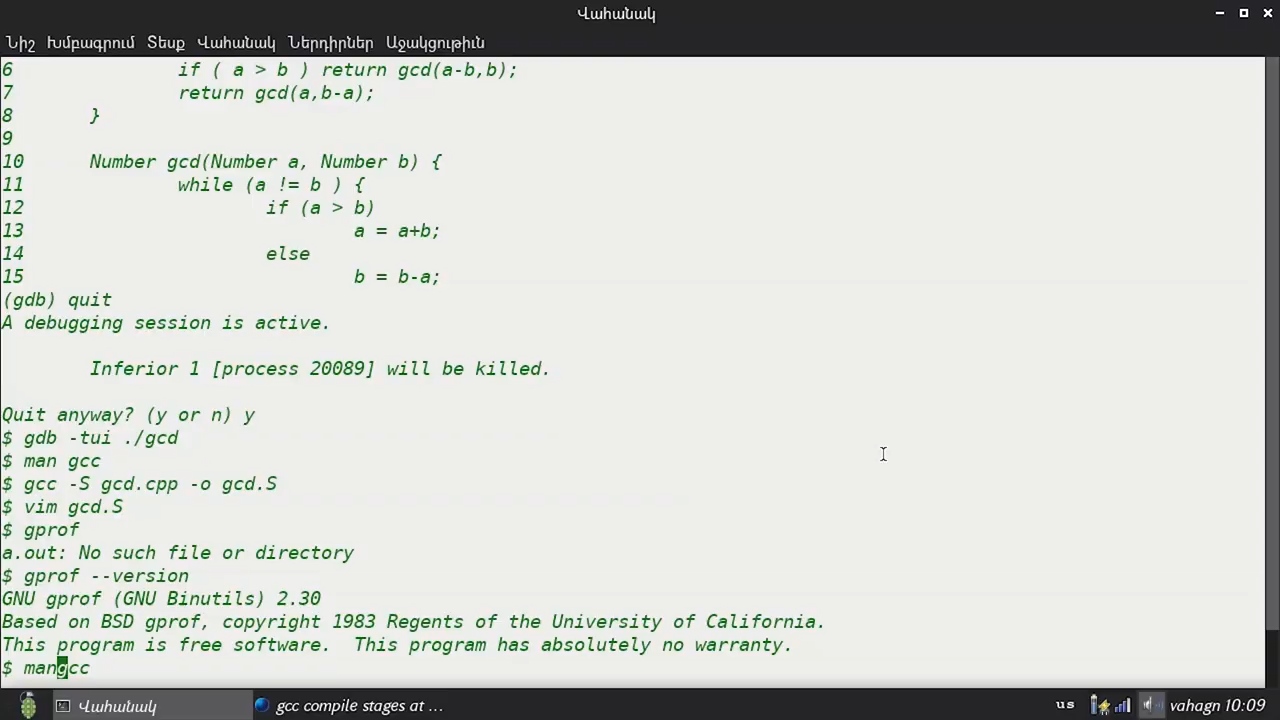 Վահանակ
Նիշ Խմբագրում Տեսք Վահանակ Ներդիրներ Աջակցութիւն
6 if ( a > b ) return gcd(a-b,b);
7 return gcd(a,b-a);
8 }
9
10 Number gcd(Number a, Number b) {
11 while (a != b ) {
12 if (a > b)
13 a = a+b;
14 else
15 b = b-a;
(gdb) quit
A debugging session is active.
Inferior 1 [process 20089] will be killed.
Quit anyway? (y or n) y
$ gdb -tui ./gcd
$ man gcc
$ gcc -S gcd.cpp -o gcd.S
$ vim gcd.S
$ gprof
a.out: No such file or directory
$ gprof --version
GNU gprof (GNU Binutils) 2.30
Based on BSD gprof, copyright 1983 Regents of the University of California.
This program is free software.  This program has absolutely no warranty.
$ mangcc
Վահանակ gcc compile stages at ... us vahagn 10:09